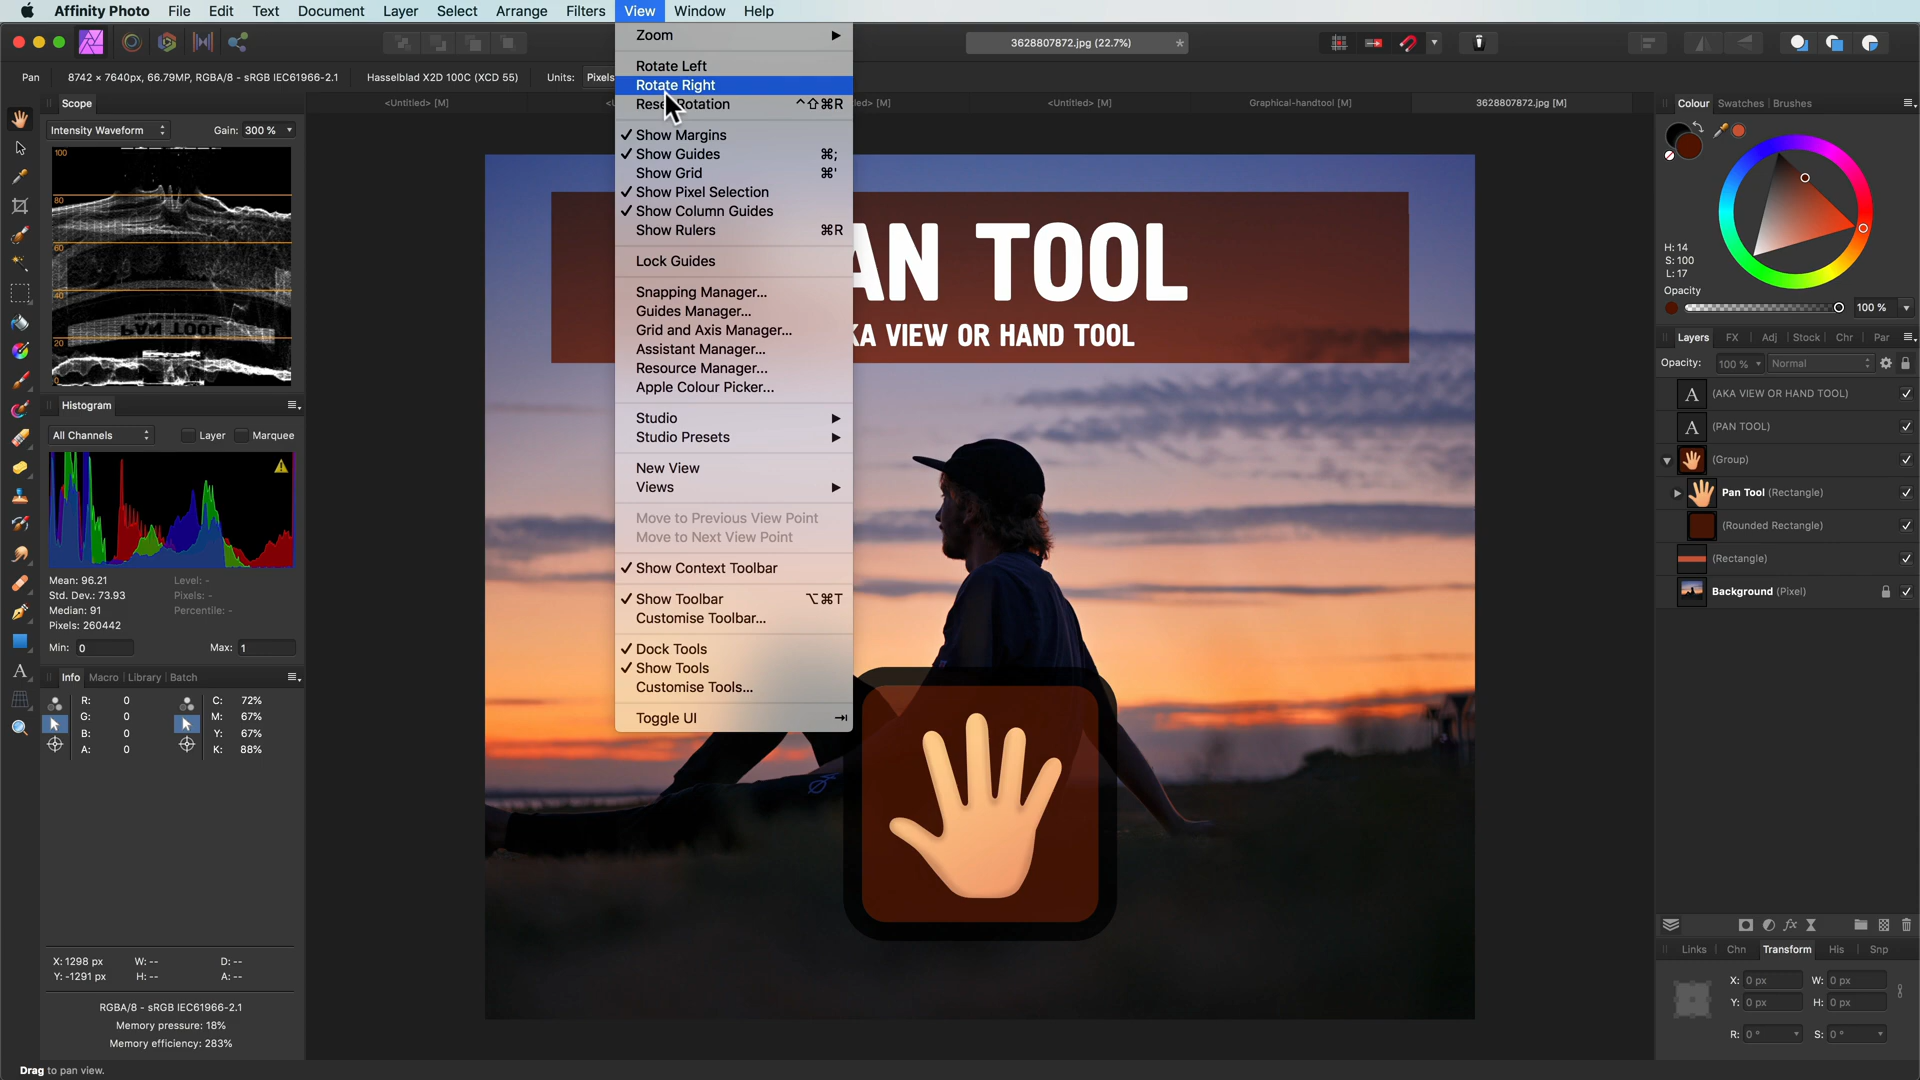 Affinity Photo File Edit Text Document Layer Select Arrange Filters View Window Help
3628807872.jpg (22.7%)
Pan 8742 × 7640px, 66.79MP, RGBA/8 - sRGB IEC61966-2.1 Hasselblad X2D 100C (XCD 55) Units: Pixels
<Untitled> [M] <Untitled> [M] Graphical-handtool [M] 3628807872.jpg [M]
Scope
Intensity Waveform Gain: 300 %
100
80
60
40
20
0
PAN TOOL
Histogram
All Channels Layer Marquee
Mean: 96.21 Level: -
Std. Dev.: 73.93 Pixels: -
Median: 91 Percentile: -
Pixels: 260442
Min: 0 Max: 1
Info Macro Library Batch
R: 0 C: 72%
G: 0 M: 67%
B: 0 Y: 67%
A: 0 K: 88%
X: 1298 px W: -- D: --
Y: -1291 px H: -- A: --
RGBA/8 - sRGB IEC61966-2.1
Memory pressure: 18%
Memory efficiency: 283%
Drag to pan view.
Zoom
Rotate Left
Rotate Right
Rotation ^⇧⌘R
✓ Show Margins
✓ Show Guides ⌘;
Show Grid ⌘'
✓ Show Pixel Selection
✓ Show Column Guides
Show Rulers ⌘R
Lock Guides
Snapping Manager...
Guides Manager...
Grid and Axis Manager...
Assistant Manager...
Resource Manager...
Apple Colour Picker...
Studio
Studio Presets
New View
Views
Move to Previous View Point
Move to Next View Point
✓ Show Context Toolbar
✓ Show Toolbar ⌥⌘T
Customise Toolbar...
✓ Dock Tools
✓ Show Tools
Customise Tools...
Toggle UI
AN TOOL
KA VIEW OR HAND TOOL
Colour Swatches Brushes
H: 14
S: 100
L: 17
Opacity
100 %
Layers FX Adj Stock Chr Par
Opacity: 100 % Normal
A (AKA VIEW OR HAND TOOL)
A (PAN TOOL)
(Group)
Pan Tool (Rectangle)
(Rounded Rectangle)
(Rectangle)
Background (Pixel)
Links Chn Transform His Snp
X: 0 px W: 0 px
Y: 0 px H: 0 px
R: 0 ° S: 0 °